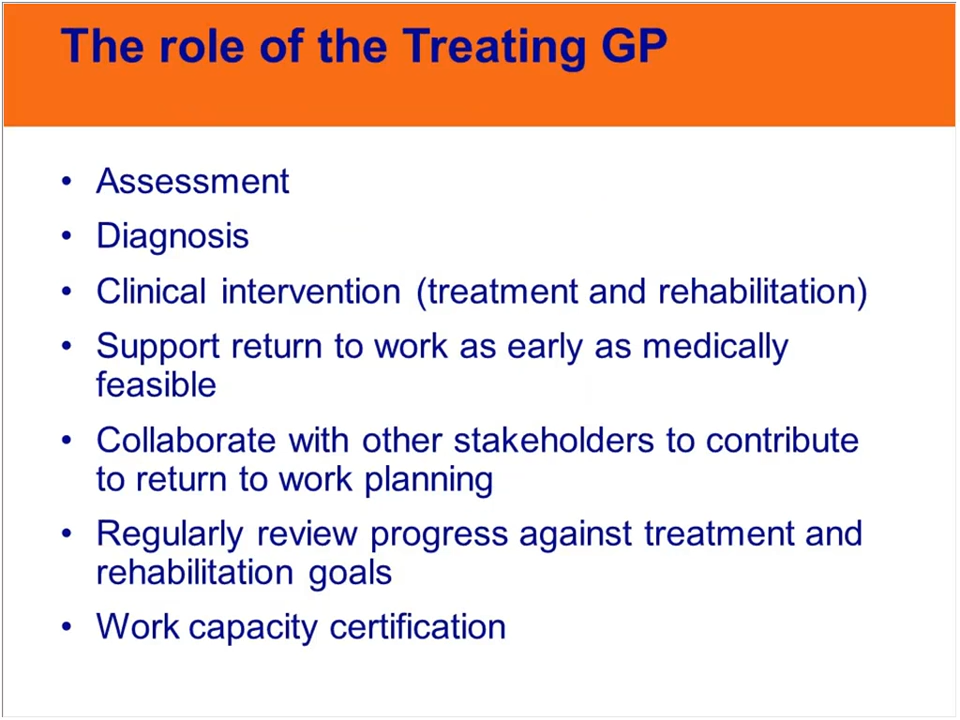 The role of the Treating GP
• Assessment
• Diagnosis
• Clinical intervention (treatment and rehabilitation)
• Support return to work as early as medically
feasible
• Collaborate with other stakeholders to contribute
to return to work planning
• Regularly review progress against treatment and
rehabilitation goals
• Work capacity certification